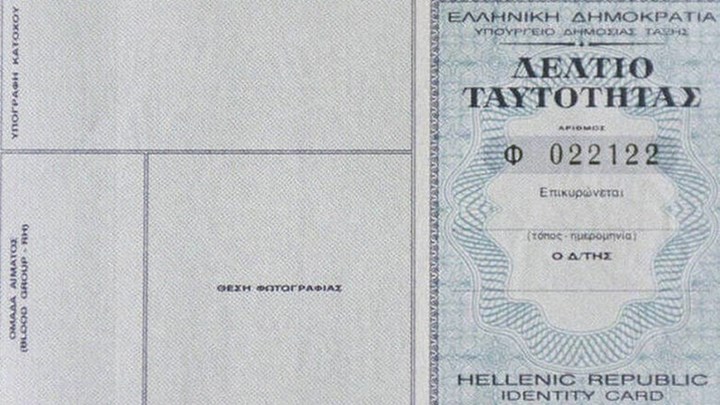 ΥΠΟΓΡΑΦΗ ΚΑΤΟΧΟΥ
ΟΜΑΔΑ ΑΙΜΑΤΟΣ
(BLOOD GROUP - RH)
ΘΕΣΗ ΦΩΤΟΓΡΑΦΙΑΣ
ΕΛΛΗΝΙΚΗ ΔΗΜΟΚΡΑΤΙΑ
ΥΠΟΥΡΓΕΙΟ ΔΗΜΟΣΙΑΣ ΤΑΞΗΣ
ΔΕΛΤΙΟ
ΤΑΥΤΟΤΗΤΑΣ
ΑΡΙΘΜΟΣ
Φ 022122
Επικυρώνεται
(τόπος - ημερομηνία)
Ο Δ/ΤΗΣ
HELLENIC REPUBLIC
IDENTITY CARD